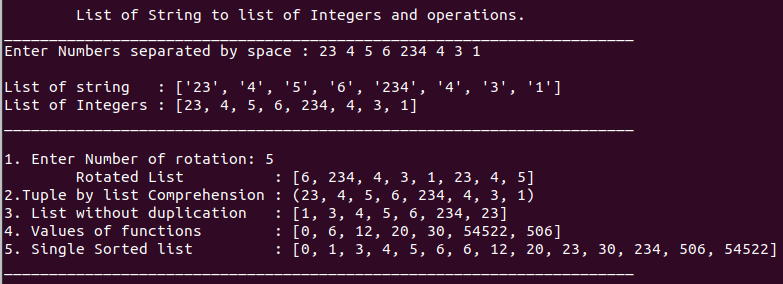 List of String to list of Integers and operations.
Enter Numbers separated by space : 23 4 5 6 234 4 3 1
List of string : ['23', '4', '5', '6', '234', '4', '3', '1']
List of Integers : [23, 4, 5, 6, 234, 4, 3, 1]
1. Enter Number of rotation: 5
Rotated List : [6, 234, 4, 3, 1, 23, 4, 5]
2.Tuple by list Comprehension : (23, 4, 5, 6, 234, 4, 3, 1)
3. List without duplication : [1, 3, 4, 5, 6, 234, 23]
4. Values of functions : [0, 6, 12, 20, 30, 54522, 506]
5. Single Sorted list : [0, 1, 3, 4, 5, 6, 6, 12, 20, 23, 30, 234, 506, 54522]